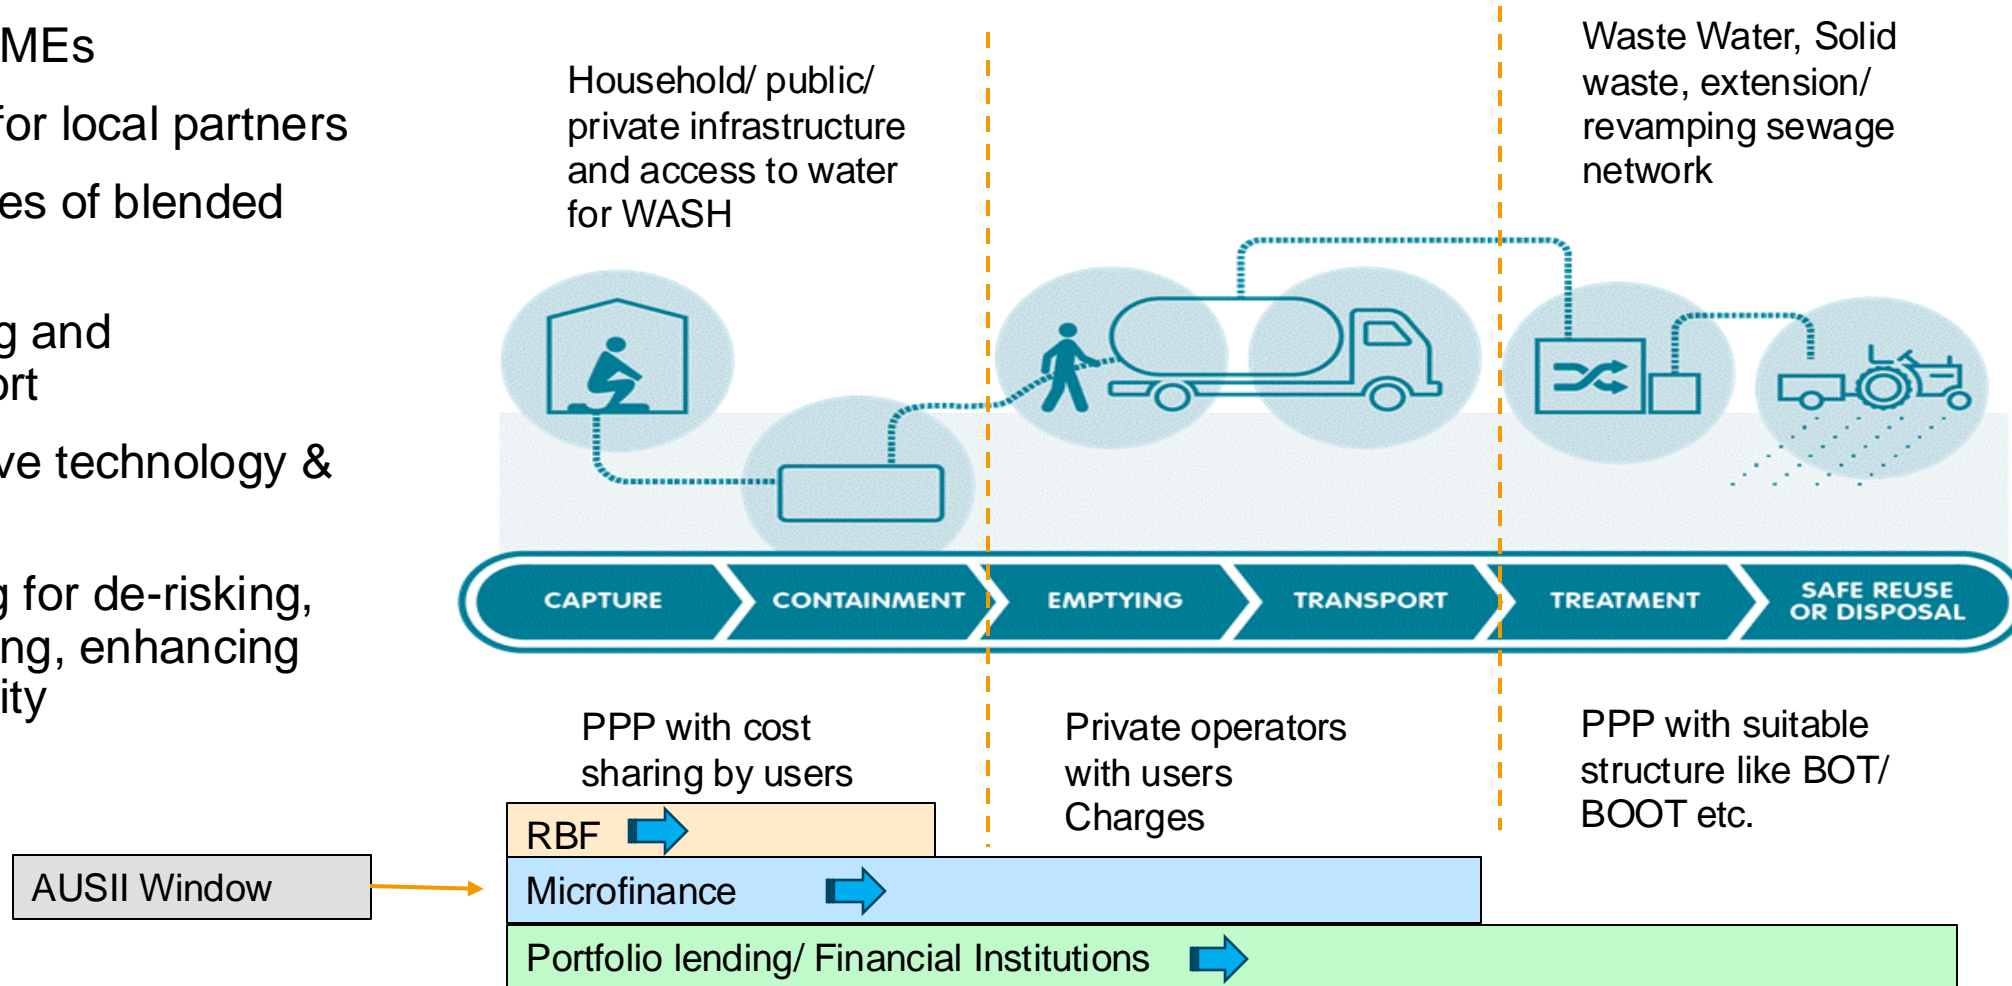 MEs
for local partners
es of blended
g and
ort
ve technology &
g for de-risking,
ng, enhancing
ity
Household/ public/
private infrastructure
and access to water
for WASH
Waste Water, Solid
waste, extension/
revamping sewage
network
CAPTURE
CONTAINMENT
EMPTYING
TRANSPORT
TREATMENT
SAFE REUSE
OR DISPOSAL
PPP with cost
sharing by users
Private operators
with users
Charges
PPP with suitable
structure like BOT/
BOOT etc.
AUSII Window
RBF
Microfinance
Portfolio lending/ Financial Institutions